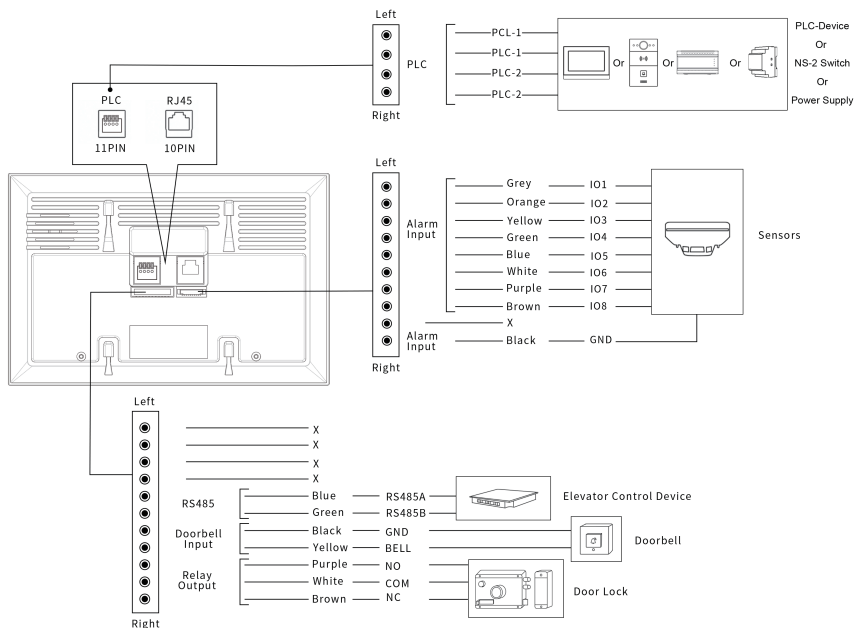 Left
PCL-1
PLC-1
PLC
PLC-2
PLC-2
Right
Or
Or
Or
PLC-Device
Or
NS-2 Switch
Or
Power Supply
PLC
RJ45
11PIN
10PIN
Left
Alarm
Input
Grey
IO1
Orange
IO2
Yellow
IO3
Green
IO4
Blue
IO5
White
IO6
Purple
IO7
Brown
IO8
X
Alarm
Input
Black
GND
Right
Sensors
Left
X
X
X
X
RS485
Blue
RS485A
Green
RS485B
Elevator Control Device
Doorbell
Input
Black
GND
Yellow
BELL
Doorbell
Relay
Output
Purple
NO
White
COM
Brown
NC
Door Lock
Right